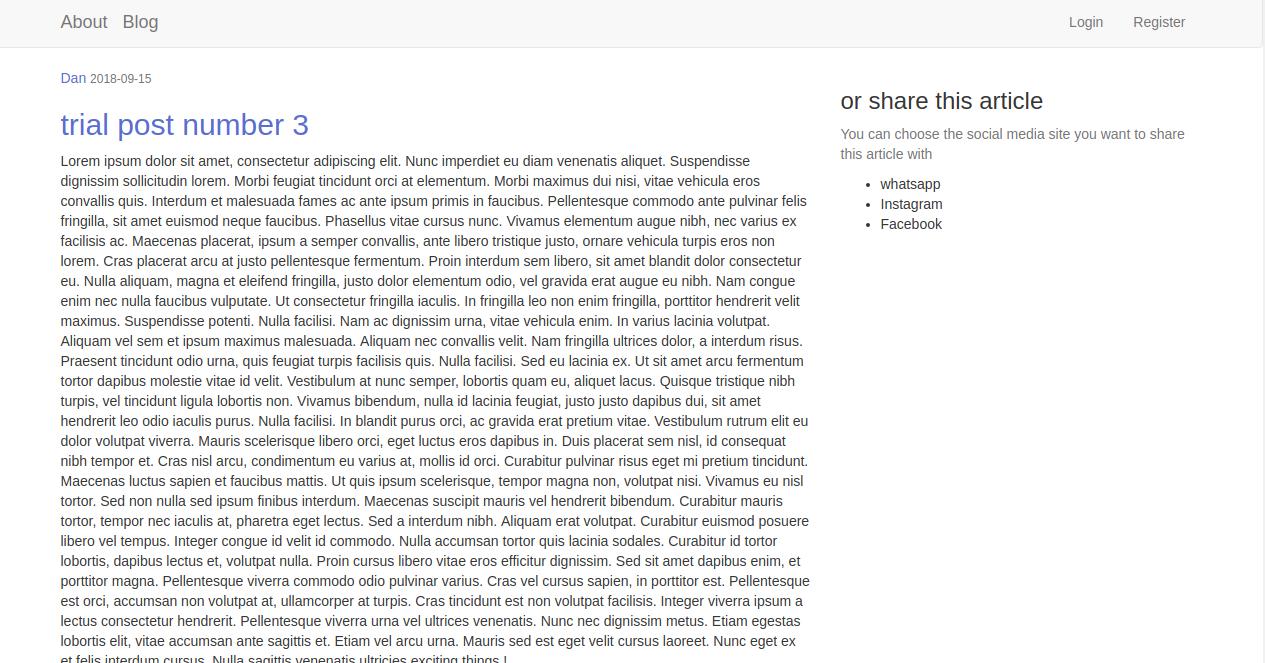 About Blog Login Register
Dan 2018-09-15
trial post number 3
Lorem ipsum dolor sit amet, consectetur adipiscing elit. Nunc imperdiet eu diam venenatis aliquet. Suspendisse
dignissim sollicitudin lorem. Morbi feugiat tincidunt orci at elementum. Morbi maximus dui nisi, vitae vehicula eros
convallis quis. Interdum et malesuada fames ac ante ipsum primis in faucibus. Pellentesque commodo ante pulvinar felis
fringilla, sit amet euismod neque faucibus. Phasellus vitae cursus nunc. Vivamus elementum augue nibh, nec varius ex
facilisis ac. Maecenas placerat, ipsum a semper convallis, ante libero tristique justo, ornare vehicula turpis eros non
lorem. Cras placerat arcu at justo pellentesque fermentum. Proin interdum sem libero, sit amet blandit dolor consectetur
eu. Nulla aliquam, magna et eleifend fringilla, justo dolor elementum odio, vel gravida erat augue eu nibh. Nam congue
enim nec nulla faucibus vulputate. Ut consectetur fringilla iaculis. In fringilla leo non enim fringilla, porttitor hendrerit velit
maximus. Suspendisse potenti. Nulla facilisi. Nam ac dignissim urna, vitae vehicula enim. In varius lacinia volutpat.
Aliquam vel sem et ipsum maximus malesuada. Aliquam nec convallis velit. Nam fringilla ultrices dolor, a interdum risus.
Praesent tincidunt odio urna, quis feugiat turpis facilisis quis. Nulla facilisi. Sed eu lacinia ex. Ut sit amet arcu fermentum
tortor dapibus molestie vitae id velit. Vestibulum at nunc semper, lobortis quam eu, aliquet lacus. Quisque tristique nibh
turpis, vel tincidunt ligula lobortis non. Vivamus bibendum, nulla id lacinia feugiat, justo justo dapibus dui, sit amet
hendrerit leo odio iaculis purus. Nulla facilisi. In blandit purus orci, ac gravida erat pretium vitae. Vestibulum rutrum elit eu
dolor volutpat viverra. Mauris scelerisque libero orci, eget luctus eros dapibus in. Duis placerat sem nisl, id consequat
nibh tempor et. Cras nisl arcu, condimentum eu varius at, mollis id orci. Curabitur pulvinar risus eget mi pretium tincidunt.
Maecenas luctus sapien et faucibus mattis. Ut quis ipsum scelerisque, tempor magna non, volutpat nisi. Vivamus eu nisl
tortor. Sed non nulla sed ipsum finibus interdum. Maecenas suscipit mauris vel hendrerit bibendum. Curabitur mauris
tortor, tempor nec iaculis at, pharetra eget lectus. Sed a interdum nibh. Aliquam erat volutpat. Curabitur euismod posuere
libero vel tempus. Integer congue id velit id commodo. Nulla accumsan tortor quis lacinia sodales. Curabitur id tortor
lobortis, dapibus lectus et, volutpat nulla. Proin cursus libero vitae eros efficitur dignissim. Sed sit amet dapibus enim, et
porttitor magna. Pellentesque viverra commodo odio pulvinar varius. Cras vel cursus sapien, in porttitor est. Pellentesque
est orci, accumsan non volutpat at, ullamcorper at turpis. Cras tincidunt est non volutpat facilisis. Integer viverra ipsum a
lectus consectetur hendrerit. Pellentesque viverra urna vel ultrices venenatis. Nunc nec dignissim metus. Etiam egestas
lobortis elit, vitae accumsan ante sagittis et. Etiam vel arcu urna. Mauris sed est eget velit cursus laoreet. Nunc eget ex
et felis interdum cursus. Nulla sagittis venenatis ultricies exciting things !
or share this article
You can choose the social media site you want to share
this article with
• whatsapp
• Instagram
• Facebook